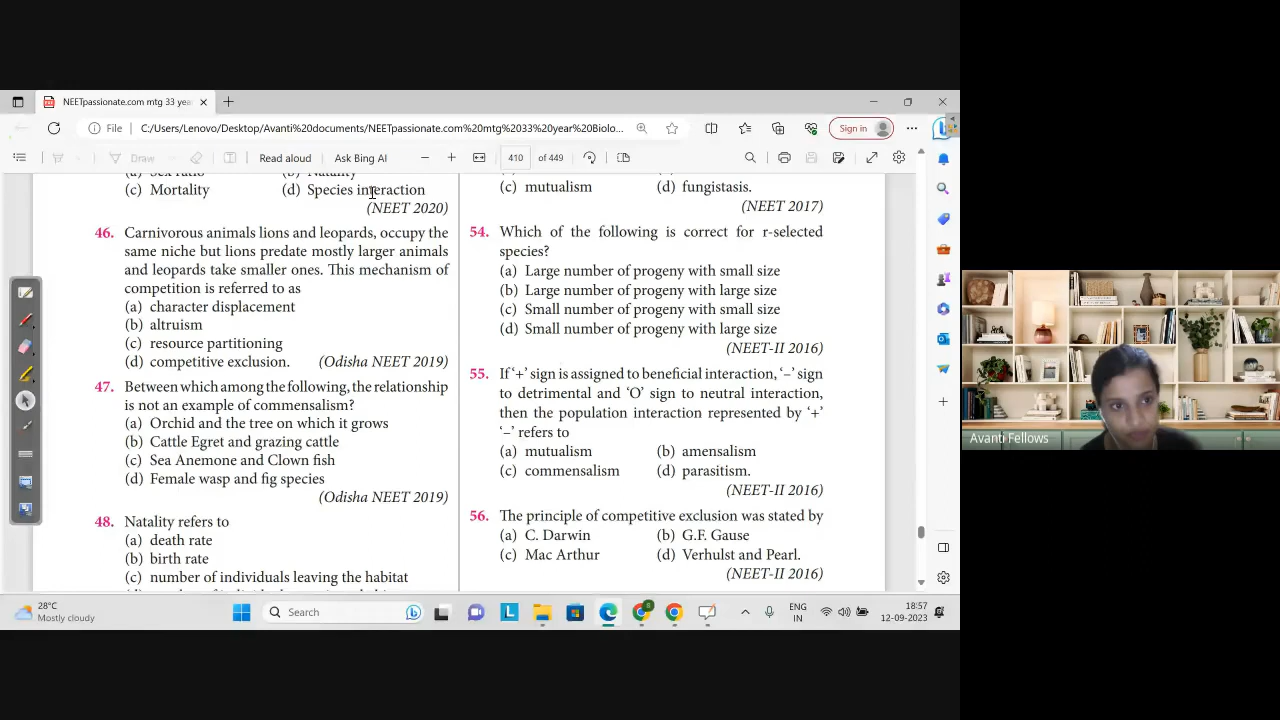 NEETpassionate.com mtg 33 yea
File
C:/Users/Lenovo/Desktop/Avanti%20documents/NEETpassionate.com%20mtg%2033%20year%20Biolo...
Sign in
Draw
Read aloud
Ask Bing AI
410 of 449
(a) Sex ratio (b) Natality
(c) Mortality (d) Species interaction
(NEET 2020)
46. Carnivorous animals lions and leopards, occupy the
same niche but lions predate mostly larger animals
and leopards take smaller ones. This mechanism of
competition is referred to as
(a) character displacement
(b) altruism
(c) resource partitioning
(d) competitive exclusion. (Odisha NEET 2019)
47. Between which among the following, the relationship
is not an example of commensalism?
(a) Orchid and the tree on which it grows
(b) Cattle Egret and grazing cattle
(c) Sea Anemone and Clown fish
(d) Female wasp and fig species
(Odisha NEET 2019)
48. Natality refers to
(a) death rate
(b) birth rate
(c) number of individuals leaving the habitat
(c) mutualism (d) fungistasis.
(NEET 2017)
54. Which of the following is correct for r-selected
species?
(a) Large number of progeny with small size
(b) Large number of progeny with large size
(c) Small number of progeny with small size
(d) Small number of progeny with large size
(NEET-II 2016)
55. If ‘+’ sign is assigned to beneficial interaction, ‘–’ sign
to detrimental and ‘O’ sign to neutral interaction,
then the population interaction represented by ‘+’
‘–’ refers to
(a) mutualism (b) amensalism
(c) commensalism (d) parasitism.
(NEET-II 2016)
56. The principle of competitive exclusion was stated by
(a) C. Darwin (b) G.F. Gause
(c) Mac Arthur (d) Verhulst and Pearl.
(NEET-II 2016)
Avanti Fellows
28°C
Mostly cloudy
Search
ENG
IN
18:57
12-09-2023